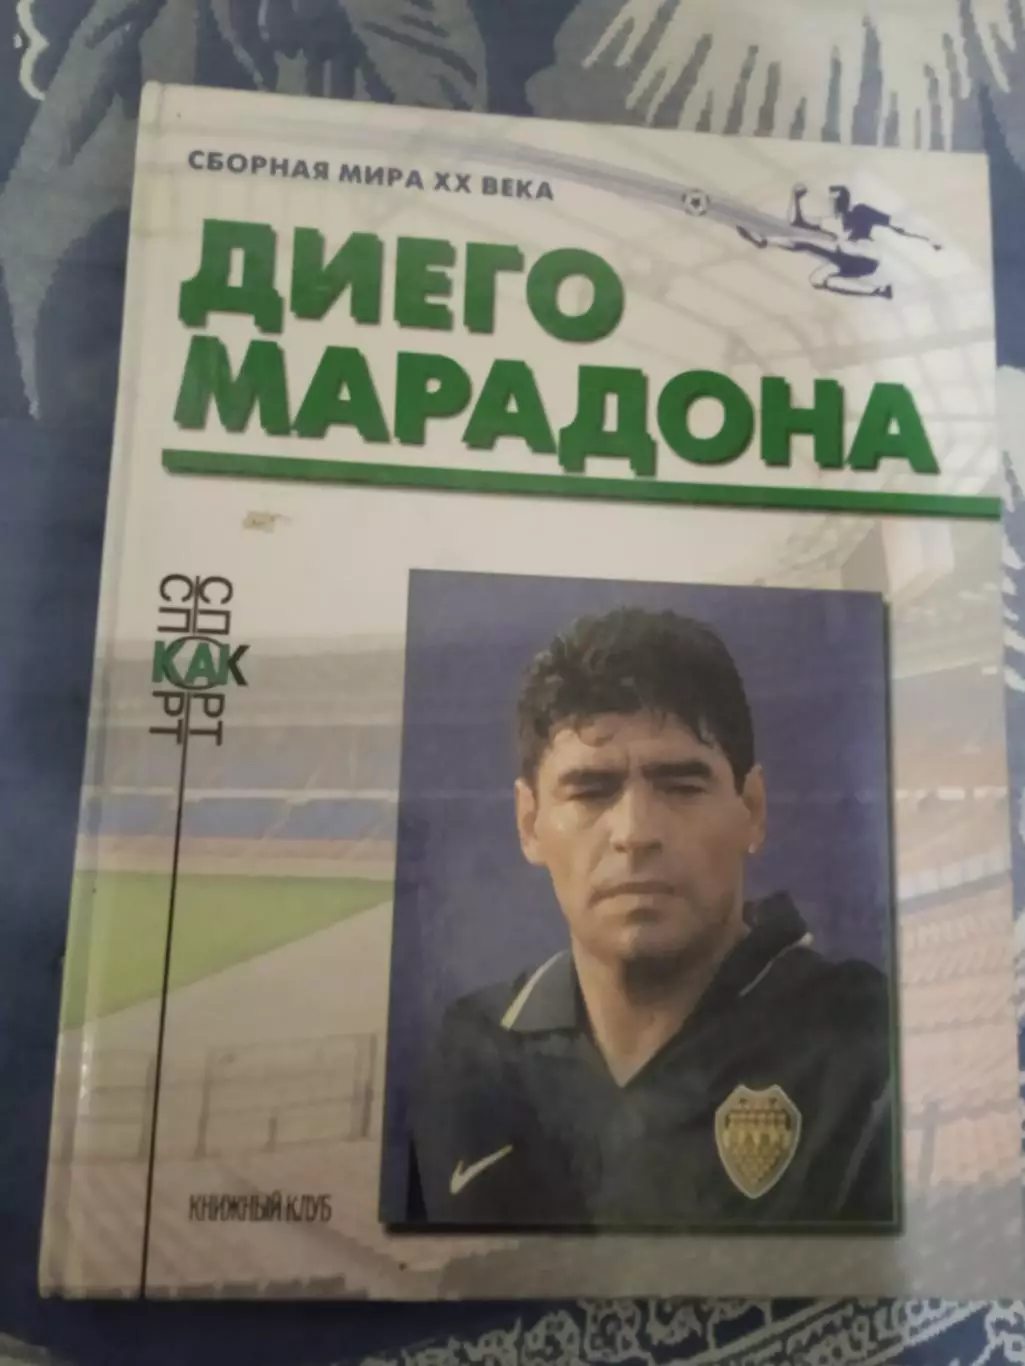 СБОРНАЯ МИРА XX ВЕКА
ДИЕГО
МАРАДОНА
СПОРТ
СПОРТ
КАК
КНИЖНЫЙ КЛУБ